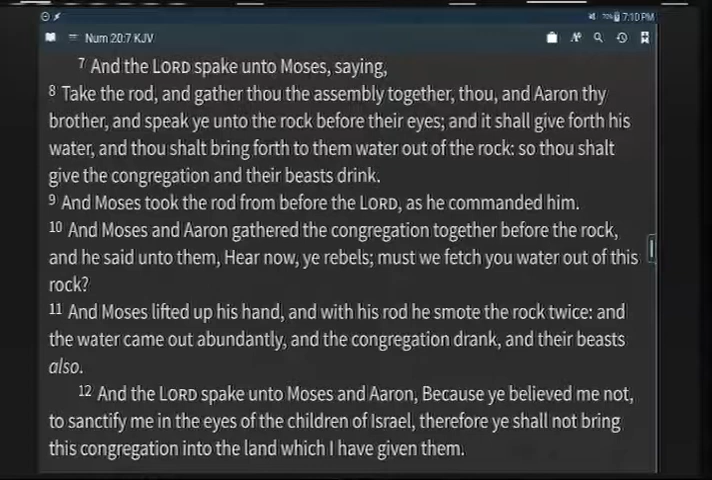 70% 7:10 PM
Num 20:7 KJV
7 And the LORD spake unto Moses, saying,
8 Take the rod, and gather thou the assembly together, thou, and Aaron thy
brother, and speak ye unto the rock before their eyes; and it shall give forth his
water, and thou shalt bring forth to them water out of the rock: so thou shalt
give the congregation and their beasts drink.
9 And Moses took the rod from before the LORD, as he commanded him.
10 And Moses and Aaron gathered the congregation together before the rock,
and he said unto them, Hear now, ye rebels; must we fetch you water out of this
rock?
11 And Moses lifted up his hand, and with his rod he smote the rock twice: and
the water came out abundantly, and the congregation drank, and their beasts
also.
12 And the LORD spake unto Moses and Aaron, Because ye believed me not,
to sanctify me in the eyes of the children of Israel, therefore ye shall not bring
this congregation into the land which I have given them.